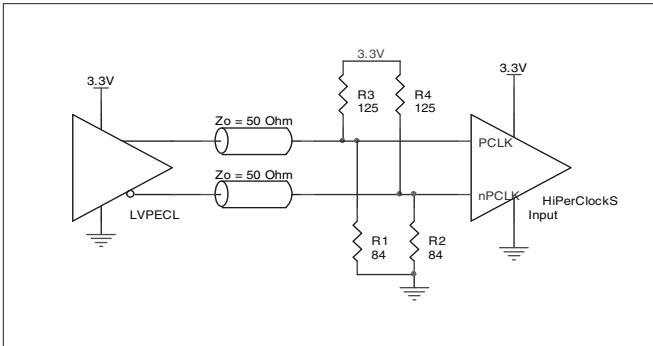 3.3V
3.3V
3.3V
R3
125
R4
125
Zo = 50 Ohm
PCLK
Zo = 50 Ohm
nPCLK
HiPerClockS
Input
LVPECL
R1
84
R2
84